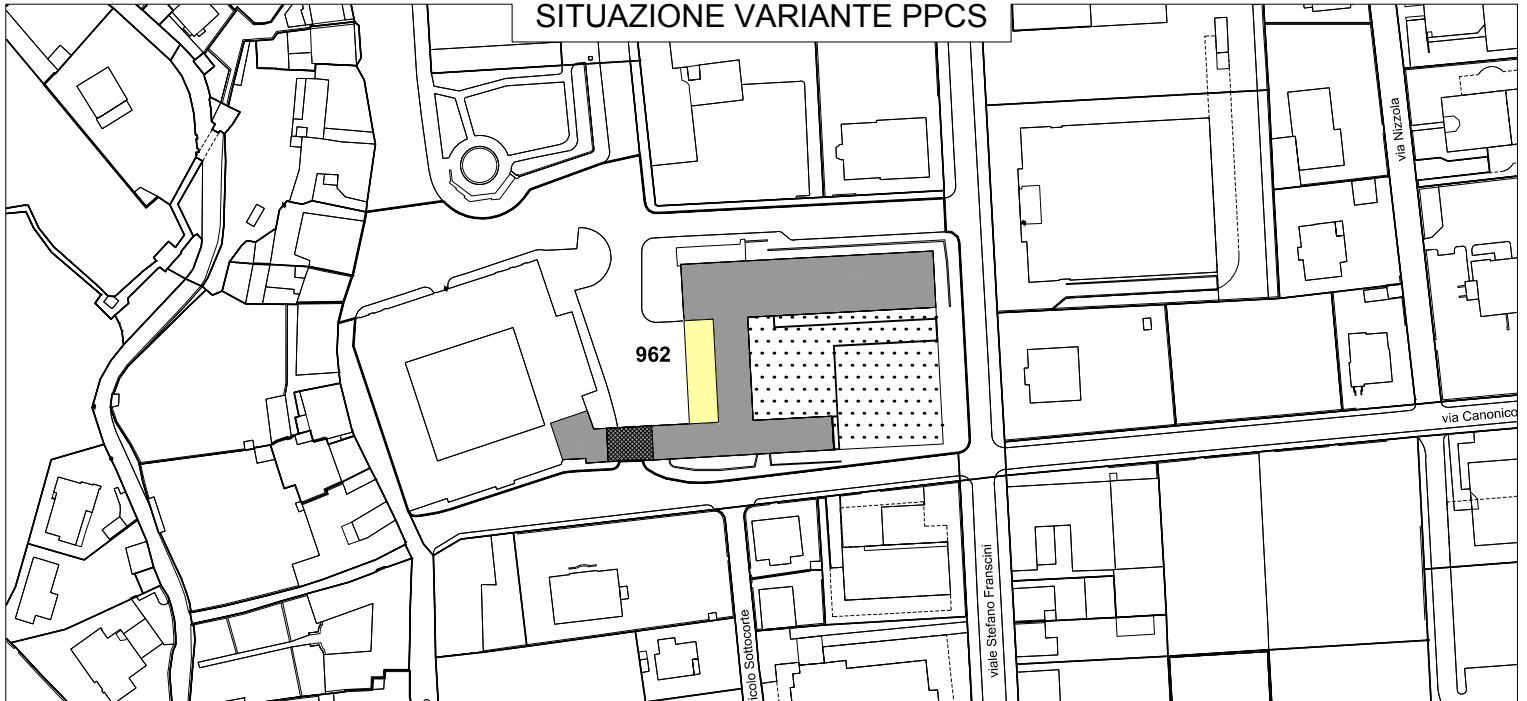 SITUAZIONE VARIANTE PPCS
via Nizzola
962
via Canonico
viale Stefano Franscini
icolo Sottocorte